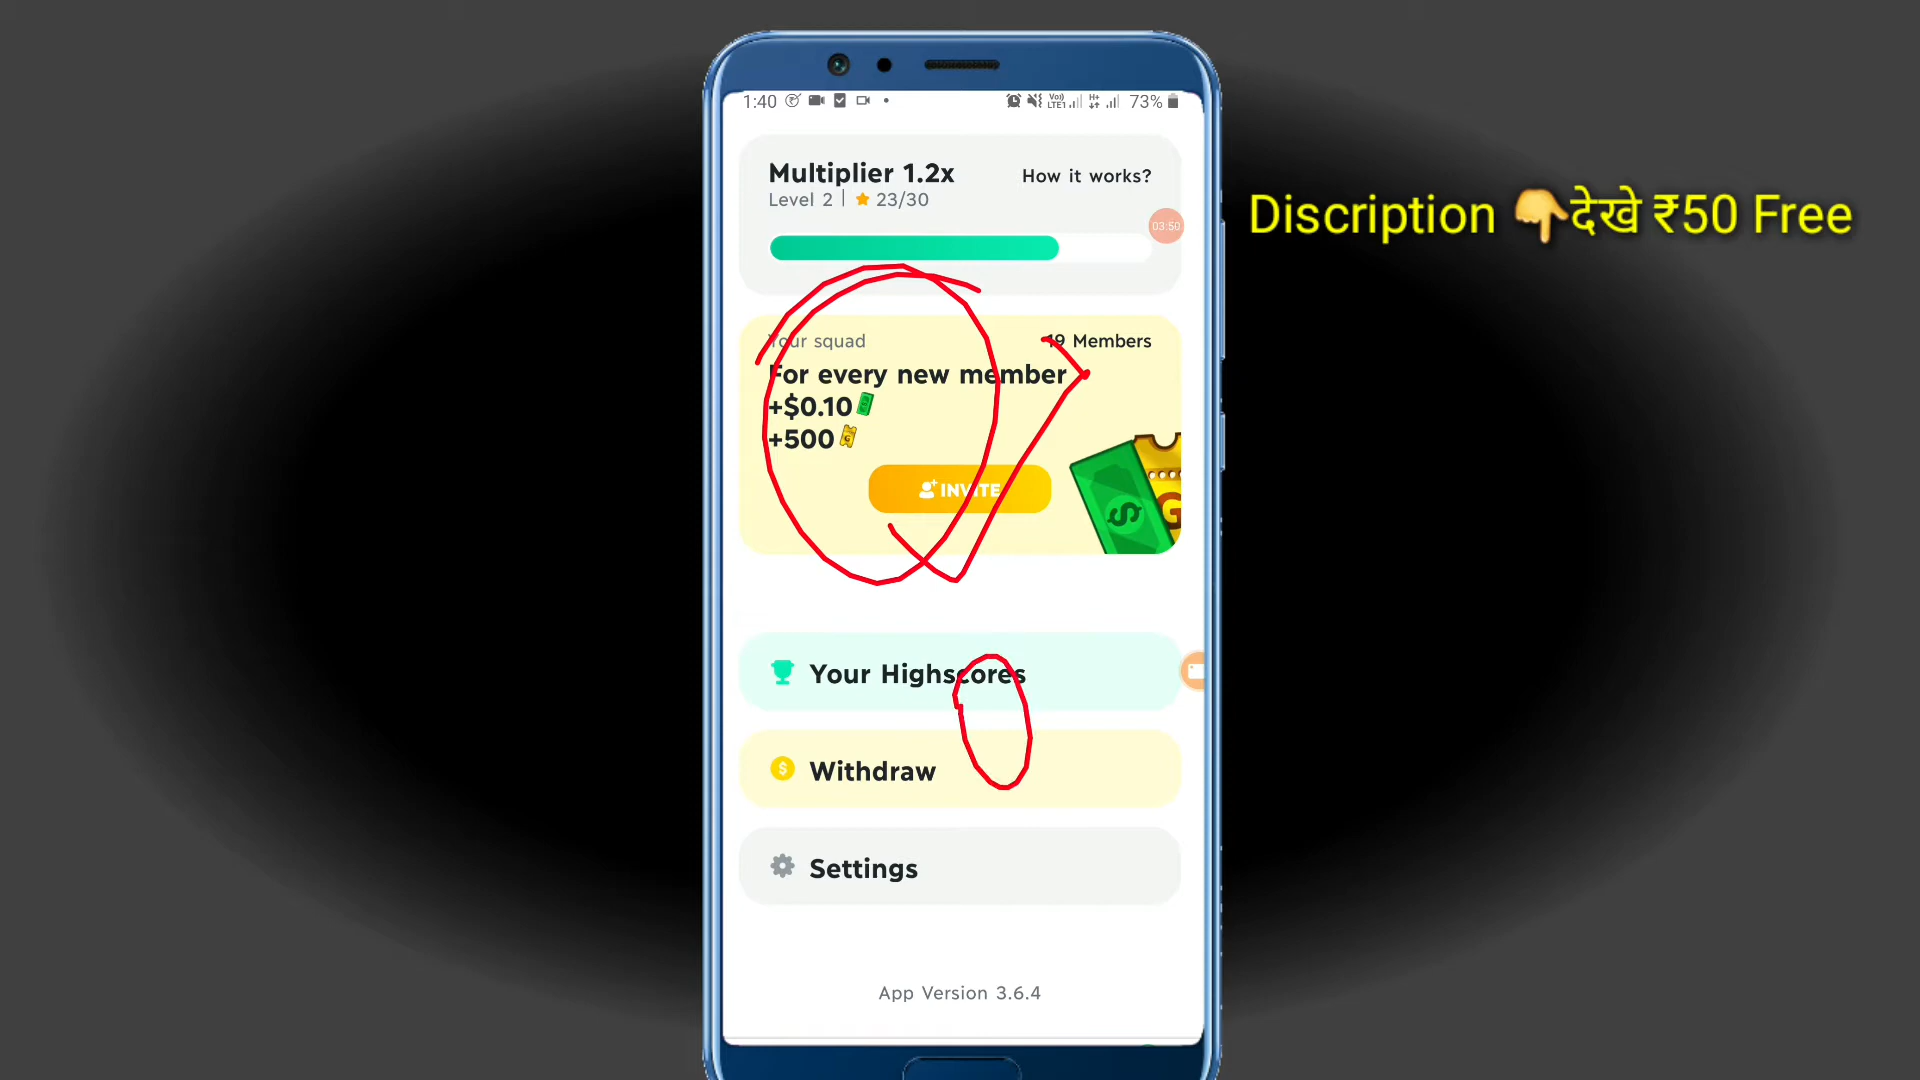 1:40
Vo)
LTE1
H+
73%
Multiplier 1.2x
How it works?
Level 2 | 23/30
03:50
Discription 👇देखे ₹50 Free
Your squad
19 Members
For every new member
+$0.10
+500
INVITE
Your Highscores
Withdraw
Settings
App Version 3.6.4